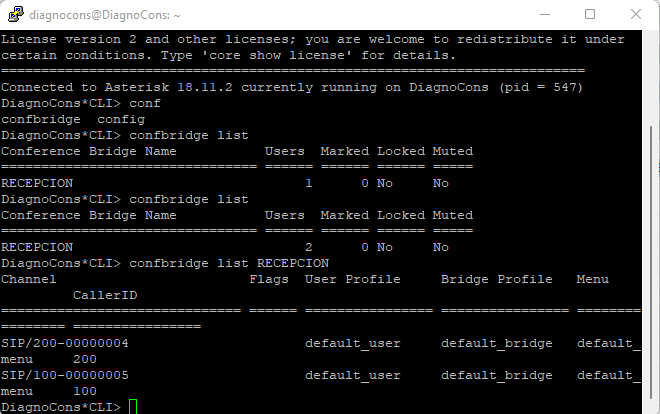 diagnocons@DiagnoCons: ~
License version 2 and other licenses; you are welcome to redistribute it under
certain conditions. Type 'core show license' for details.
=========================================================================
Connected to Asterisk 18.11.2 currently running on DiagnoCons (pid = 547)
DiagnoCons*CLI> conf
confbridge  config
DiagnoCons*CLI> confbridge list
Conference Bridge Name           Users  Marked Locked Muted
================================ ====== ====== ====== =====
RECEPCION                             1      0 No     No
DiagnoCons*CLI> confbridge list
Conference Bridge Name           Users  Marked Locked Muted
================================ ====== ====== ====== =====
RECEPCION                             2      0 No     No
DiagnoCons*CLI> confbridge list RECEPCION
Channel                        Flags  User Profile     Bridge Profile   Menu
         CallerID
============================== ====== ================ ================ ========
======== ================
SIP/200-00000004                      default_user     default_bridge   default_
menu     200
SIP/100-00000005                      default_user     default_bridge   default_
menu     100
DiagnoCons*CLI>